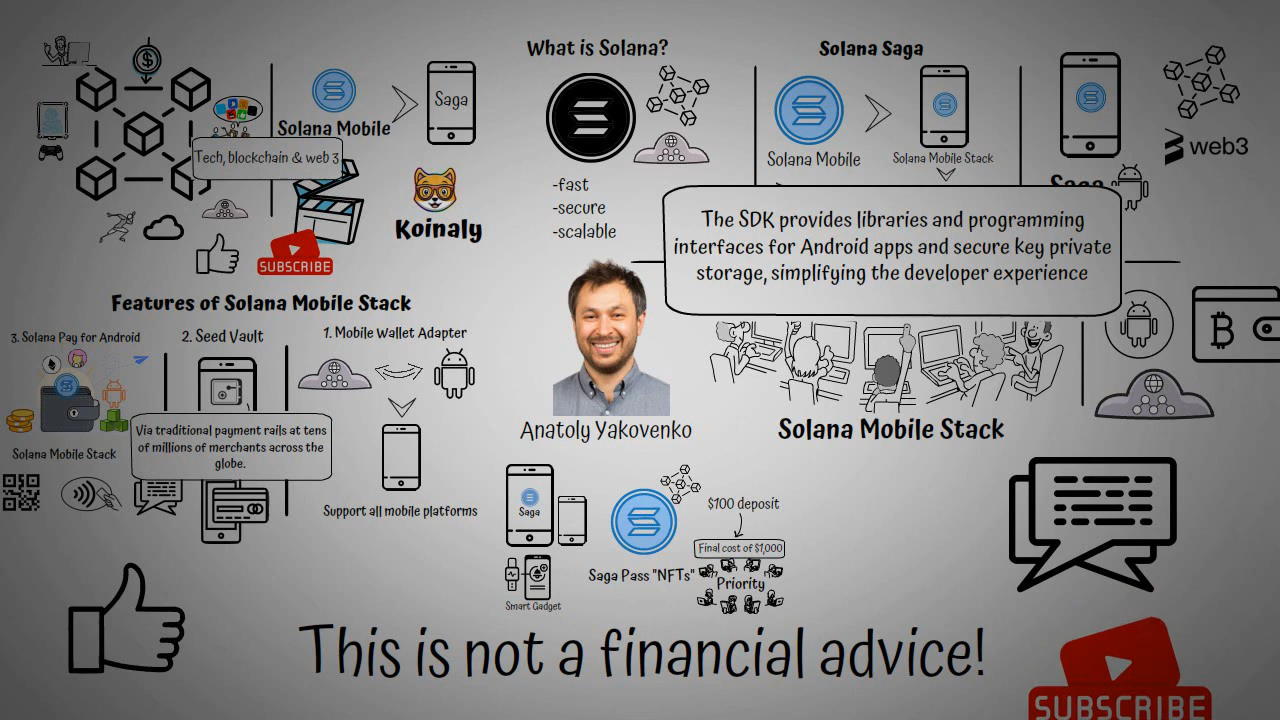 What is Solana?
Solana Saga
Saga
Solana Mobile
Tech, blockchain & web 3
Solana Mobile
Solana Mobile Stack
web3
Saga
-fast
-secure
-scalable
Koinaly
SUBSCRIBE
The SDK provides libraries and programming
interfaces for Android apps and secure key private
storage, simplifying the developer experience
Features of Solana Mobile Stack
3. Solana Pay for Android
2. Seed Vault
1. Mobile Wallet Adapter
Via traditional payment rails at tens
of millions of merchants across the
globe.
Solana Mobile Stack
Support all mobile platforms
Anatoly Yakovenko
Solana Mobile Stack
Saga
$100 deposit
Final cost of $1,000
Saga Pass "NFTs"
Priority
Smart Gadget
This is not a financial advice!
SUBSCRIBE